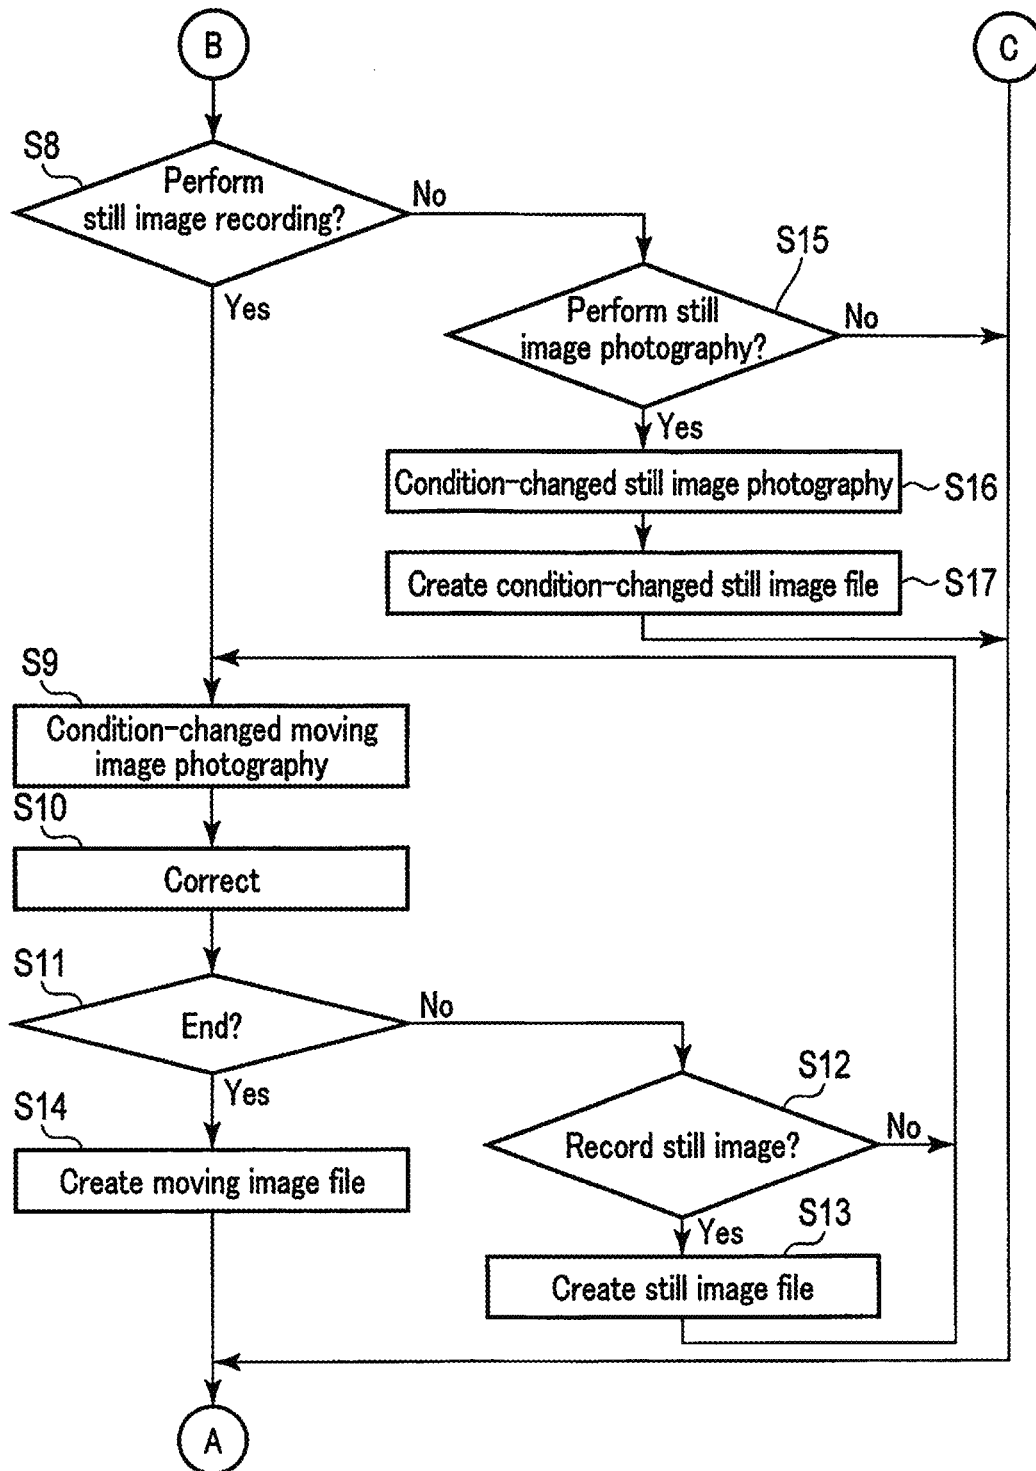 B
C
S8
Perform
still image recording?
No
Yes
S15
Perform still
image photography?
No
Yes
Condition-changed still image photography
S16
Create condition-changed still image file
S17
S9
Condition-changed moving
image photography
S10
Correct
S11
End?
No
Yes
S12
Record still image?
No
Yes
S14
Create moving image file
S13
Create still image file
A